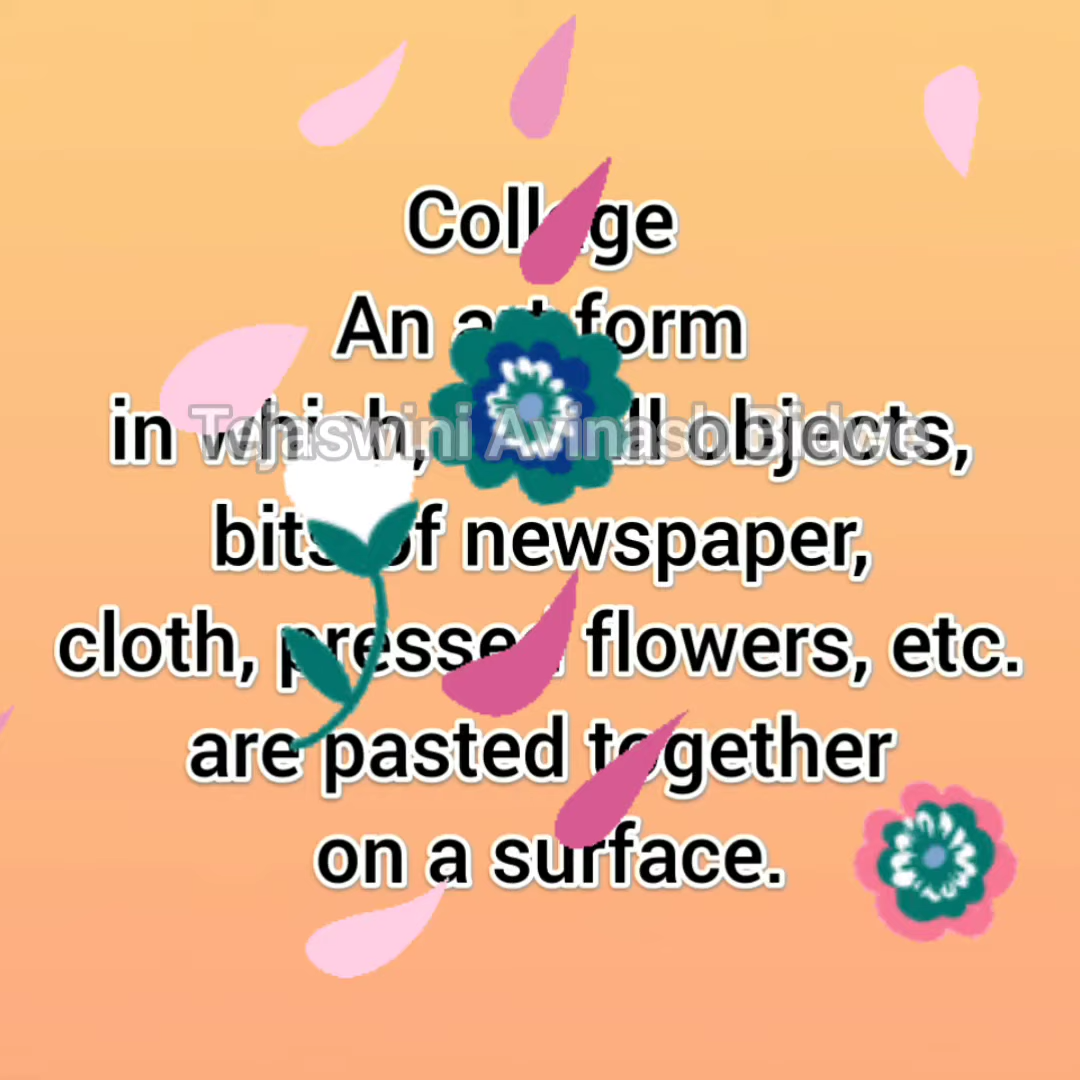 Collage
An art form
in which, small objects,
Tejaswini Avinash
bits of newspaper,
cloth, pressed flowers, etc.
are pasted together
on a surface.